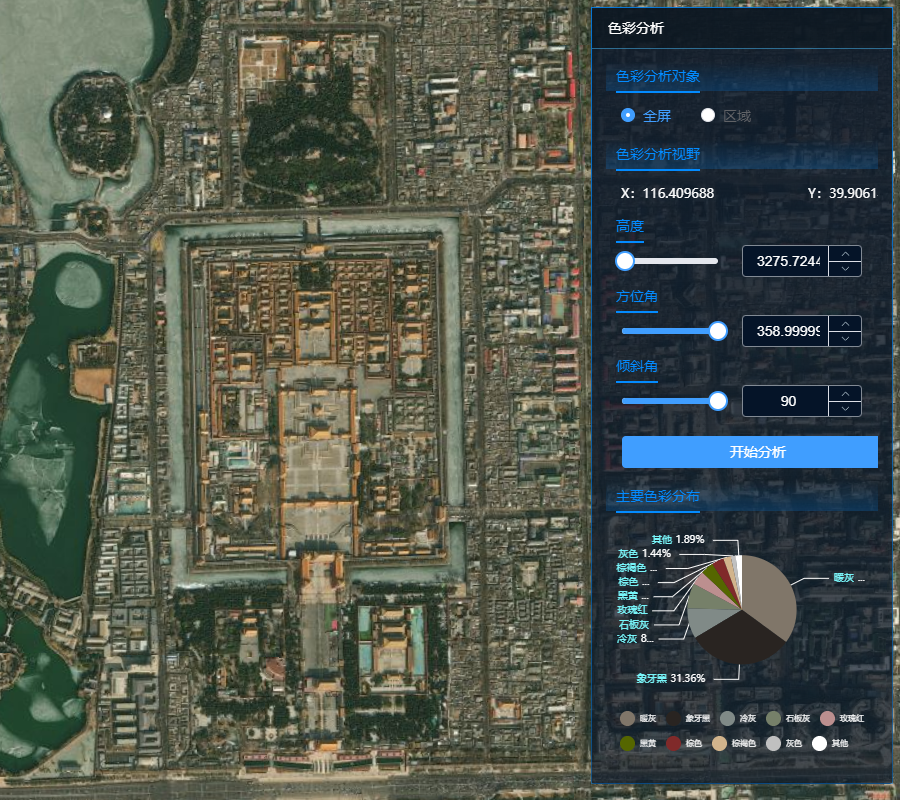 色彩分析
色彩分析对象
全屏 区域
色彩分析视野
X: 116.409688 Y: 39.9061
高度
3275.7244
方位角
358.99999
倾斜角
90
开始分析
主要色彩分布
其他 1.89%
灰色 1.44%
棕褐色 ...
棕色 ...
黑黄 ...
玫瑰红
石板灰
冷灰 8...
暖灰 ...
象牙黑 31.36%
暖灰 象牙黑 冷灰 石板灰 玫瑰红
黑黄 棕色 棕褐色 灰色 其他